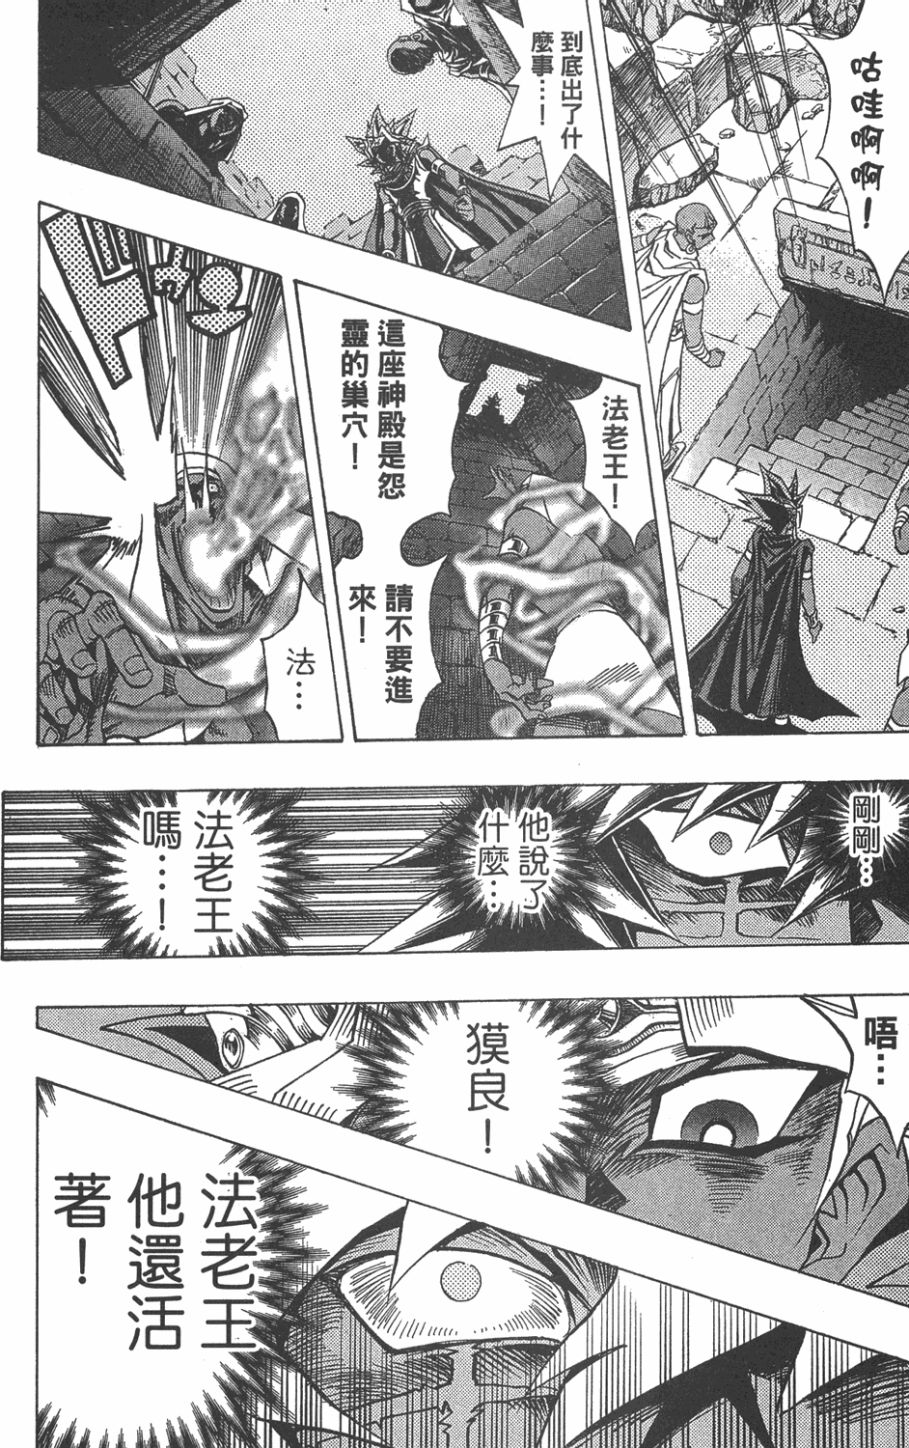 咕哇啊啊！
到底出了什
麼事…！
法老王！
這座神殿是怨
靈的巢穴！
請不要進
來！
法…
剛剛…
他說了
什麼…
法老王
嗎…！
唔…
獏良！
法老王
他還活
著！